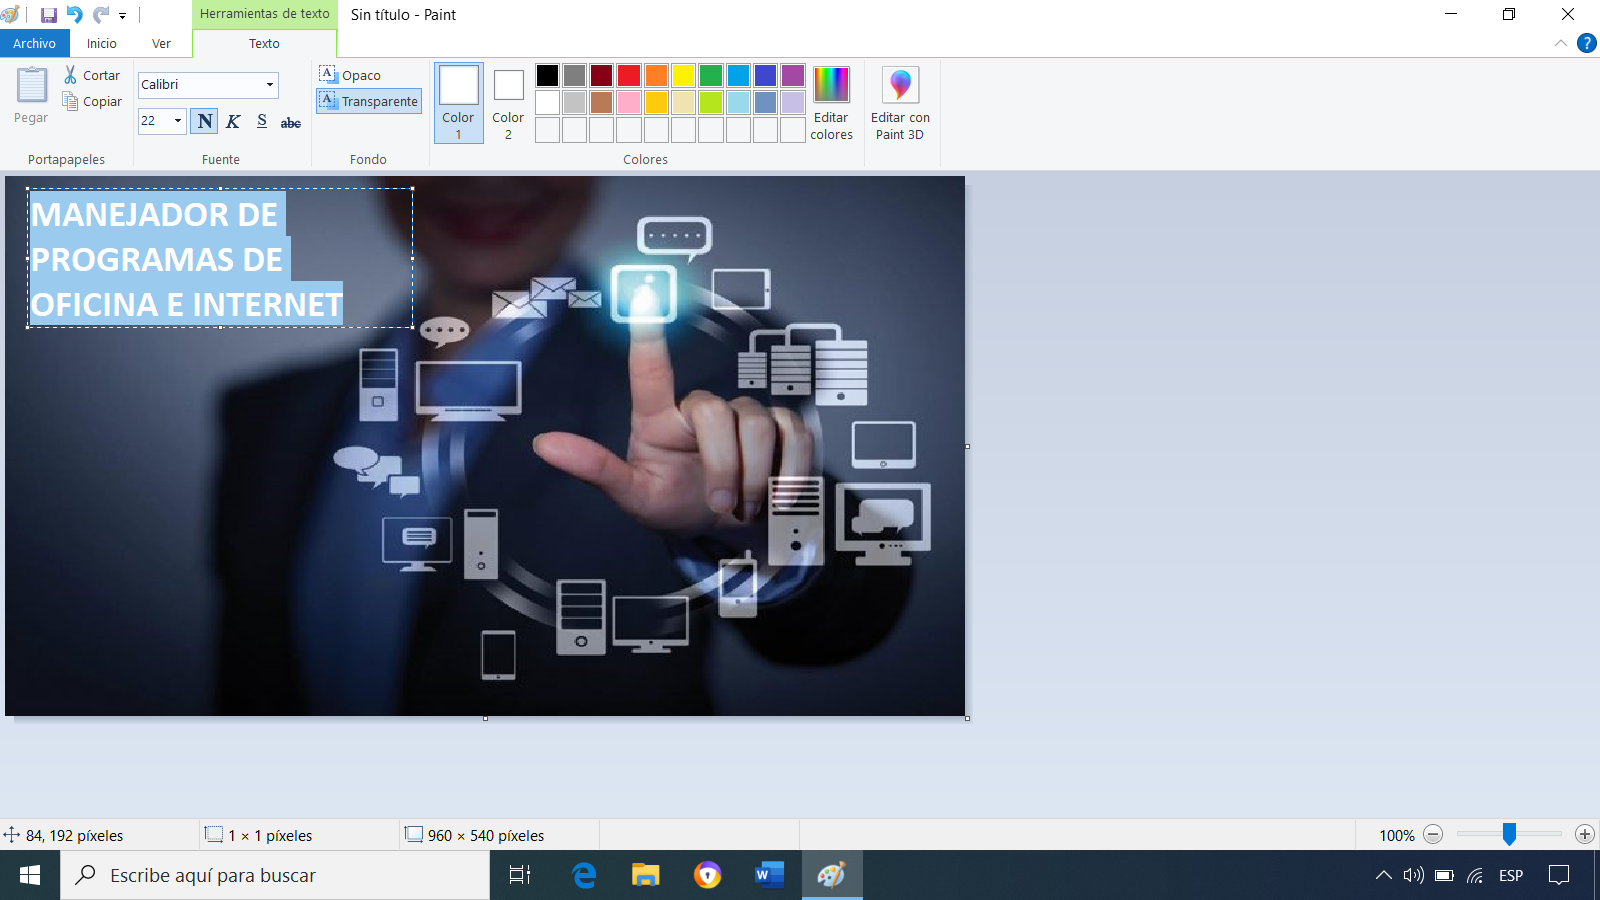 Herramientas de texto
Sin título - Paint
Archivo
Inicio
Ver
Texto
Pegar
Cortar
Copiar
Portapapeles
Calibri
22
N K S abc
Fuente
Opaco
Transparente
Fondo
Color 1
Color 2
Editar colores
Colores
Editar con Paint 3D
MANEJADOR DE
PROGRAMAS DE
OFICINA E INTERNET
84, 192 píxeles
1 × 1 píxeles
960 × 540 píxeles
100%
Escribe aquí para buscar
ESP